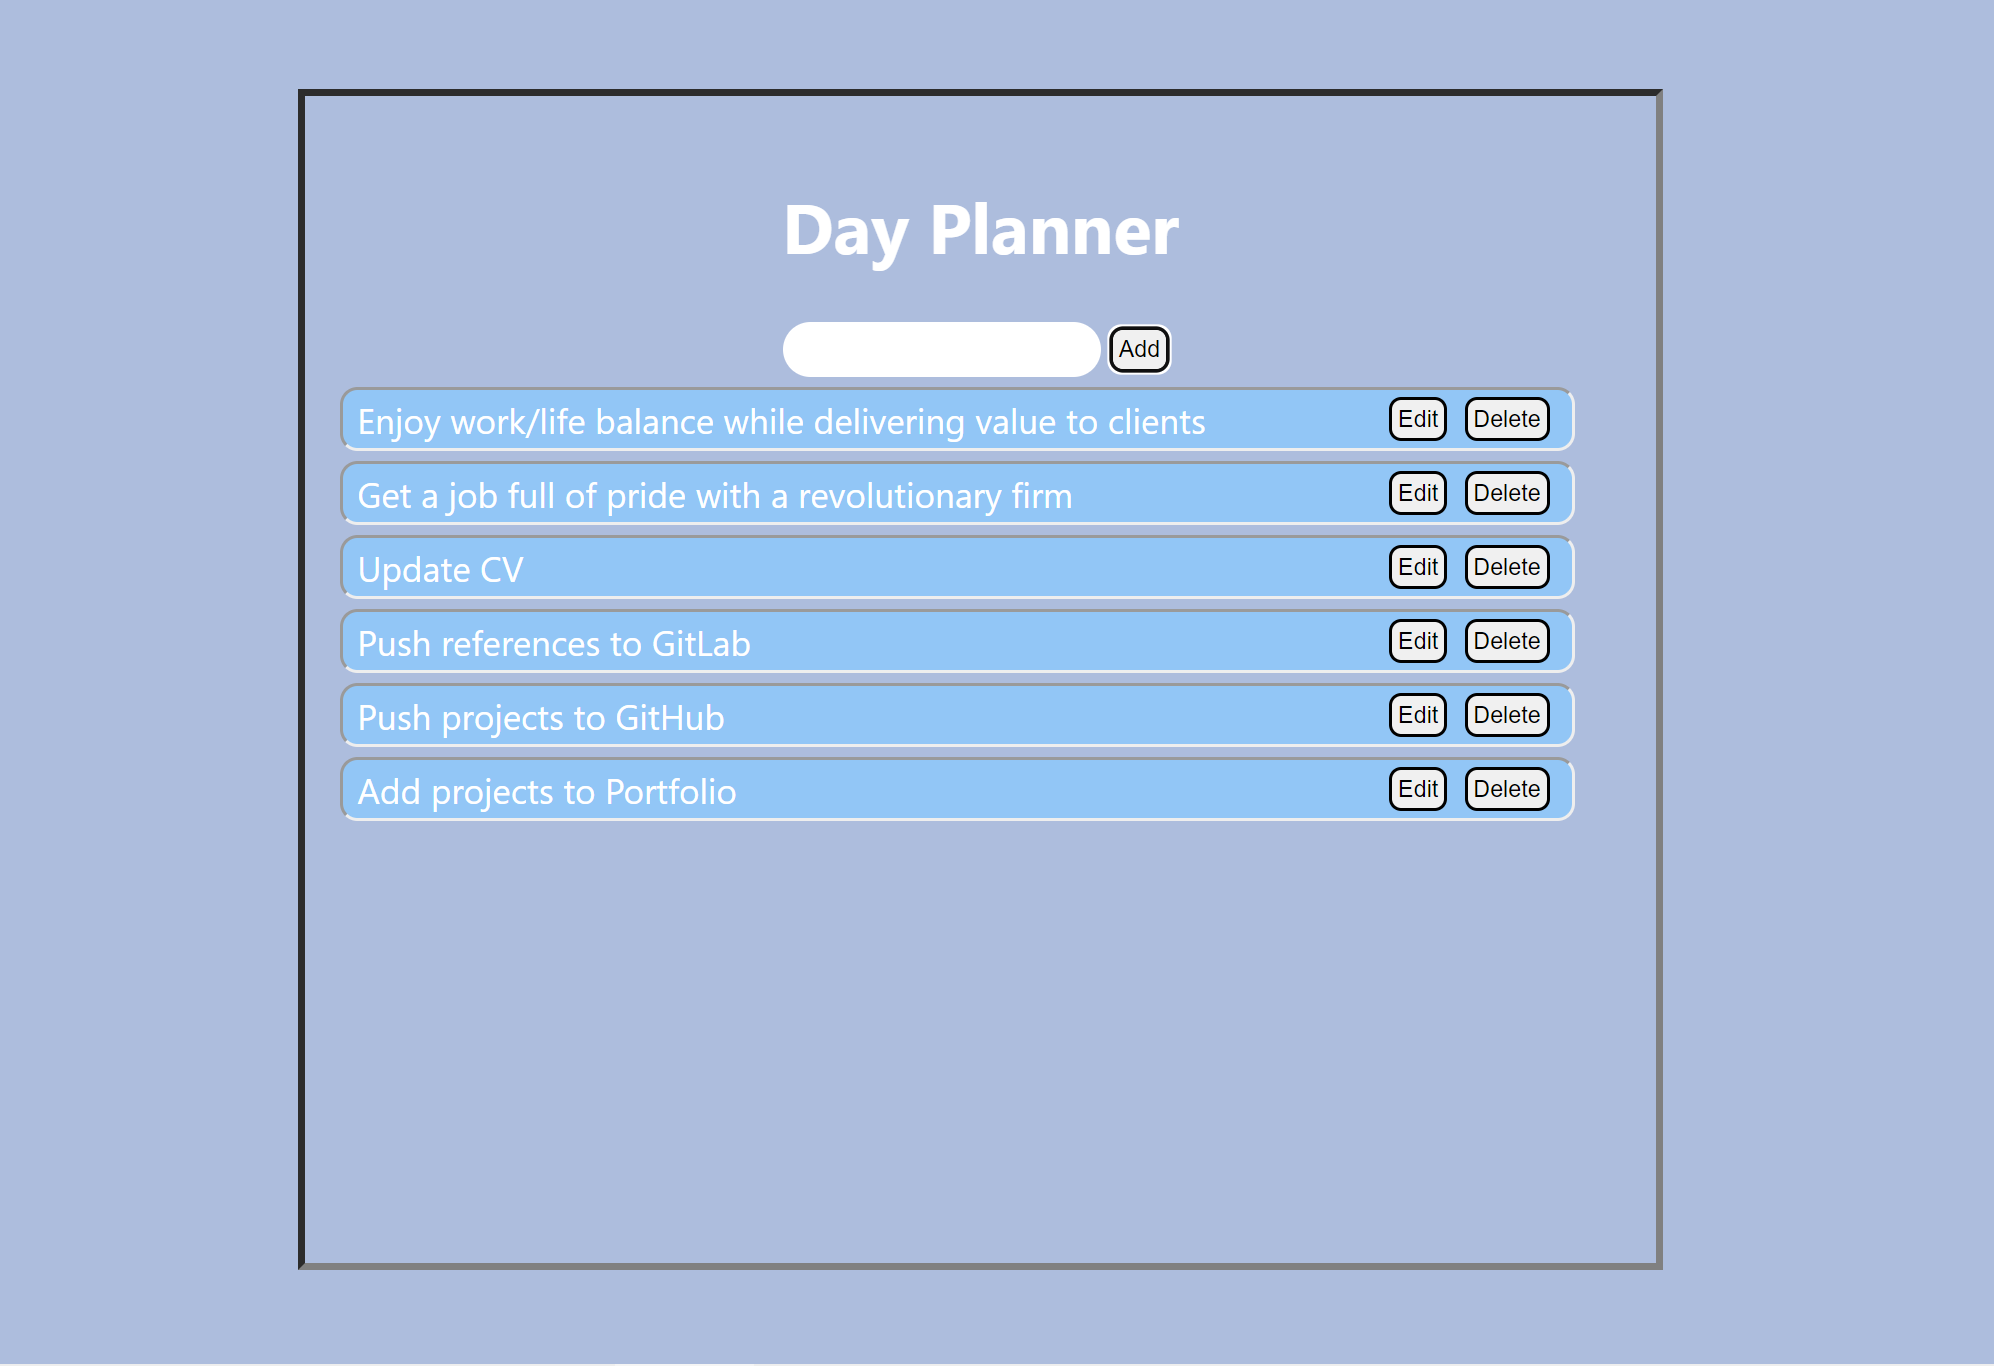 Day Planner
Add
Enjoy work/life balance while delivering value to clients Edit Delete
Get a job full of pride with a revolutionary firm Edit Delete
Update CV Edit Delete
Push references to GitLab Edit Delete
Push projects to GitHub Edit Delete
Add projects to Portfolio Edit Delete